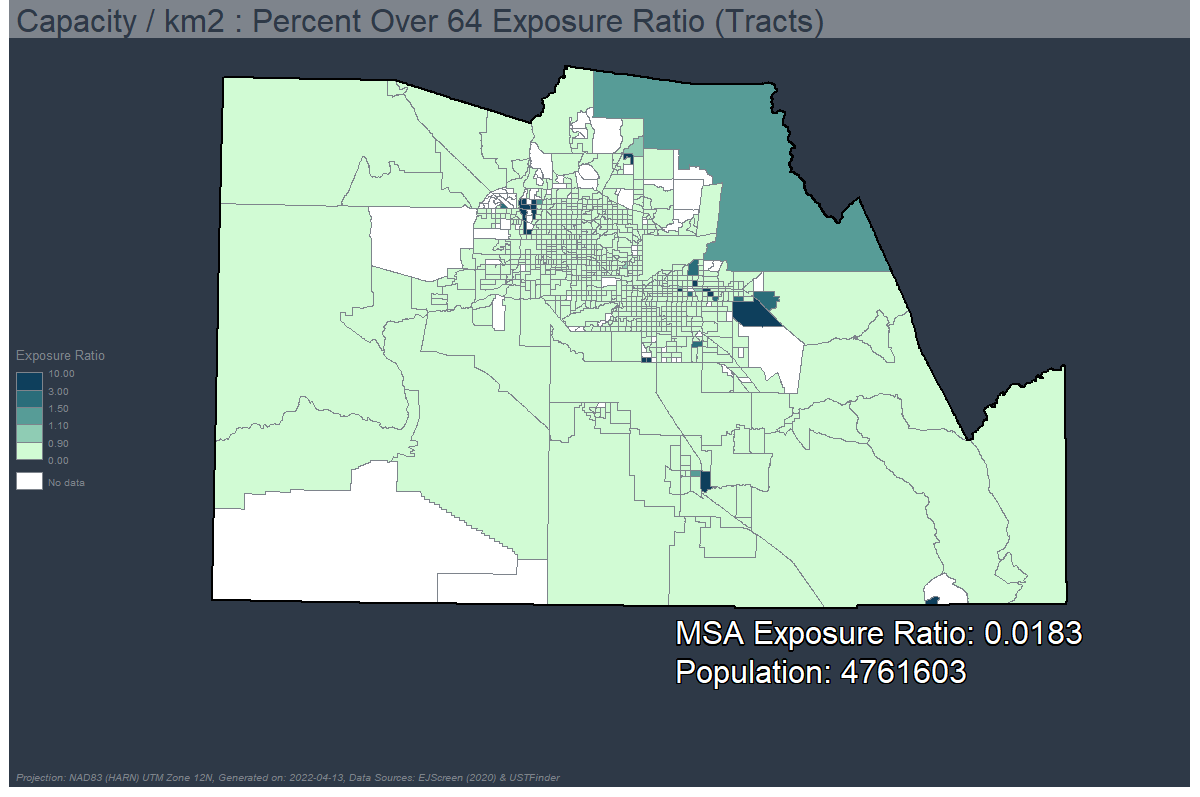 Capacity / km2 : Percent Over 64 Exposure Ratio (Tracts)
Exposure Ratio
10.00
3.00
1.50
1.10
0.90
0.00
No data
MSA Exposure Ratio: 0.0183
Population: 4761603
Projection: NAD83 (HARN) UTM Zone 12N, Generated on: 2022-04-13, Data Sources: EJScreen (2020) & USTFinder